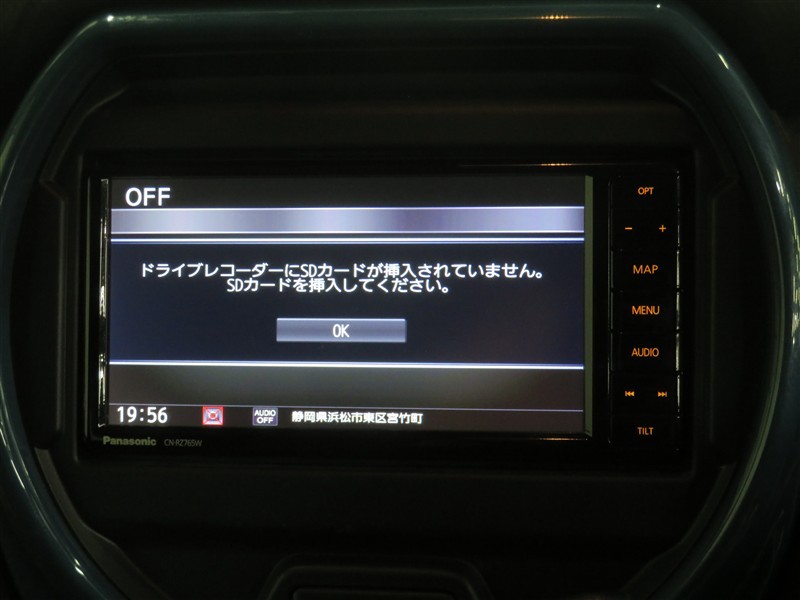 OFF
ドライブレコーダーにSDカードが挿入されていません。
SDカードを挿入してください。
OK
19:56
AUDIO
OFF
静岡県浜松市東区宮竹町
Panasonic CN-RZ765W
OPT
− +
MAP
MENU
AUDIO
TILT